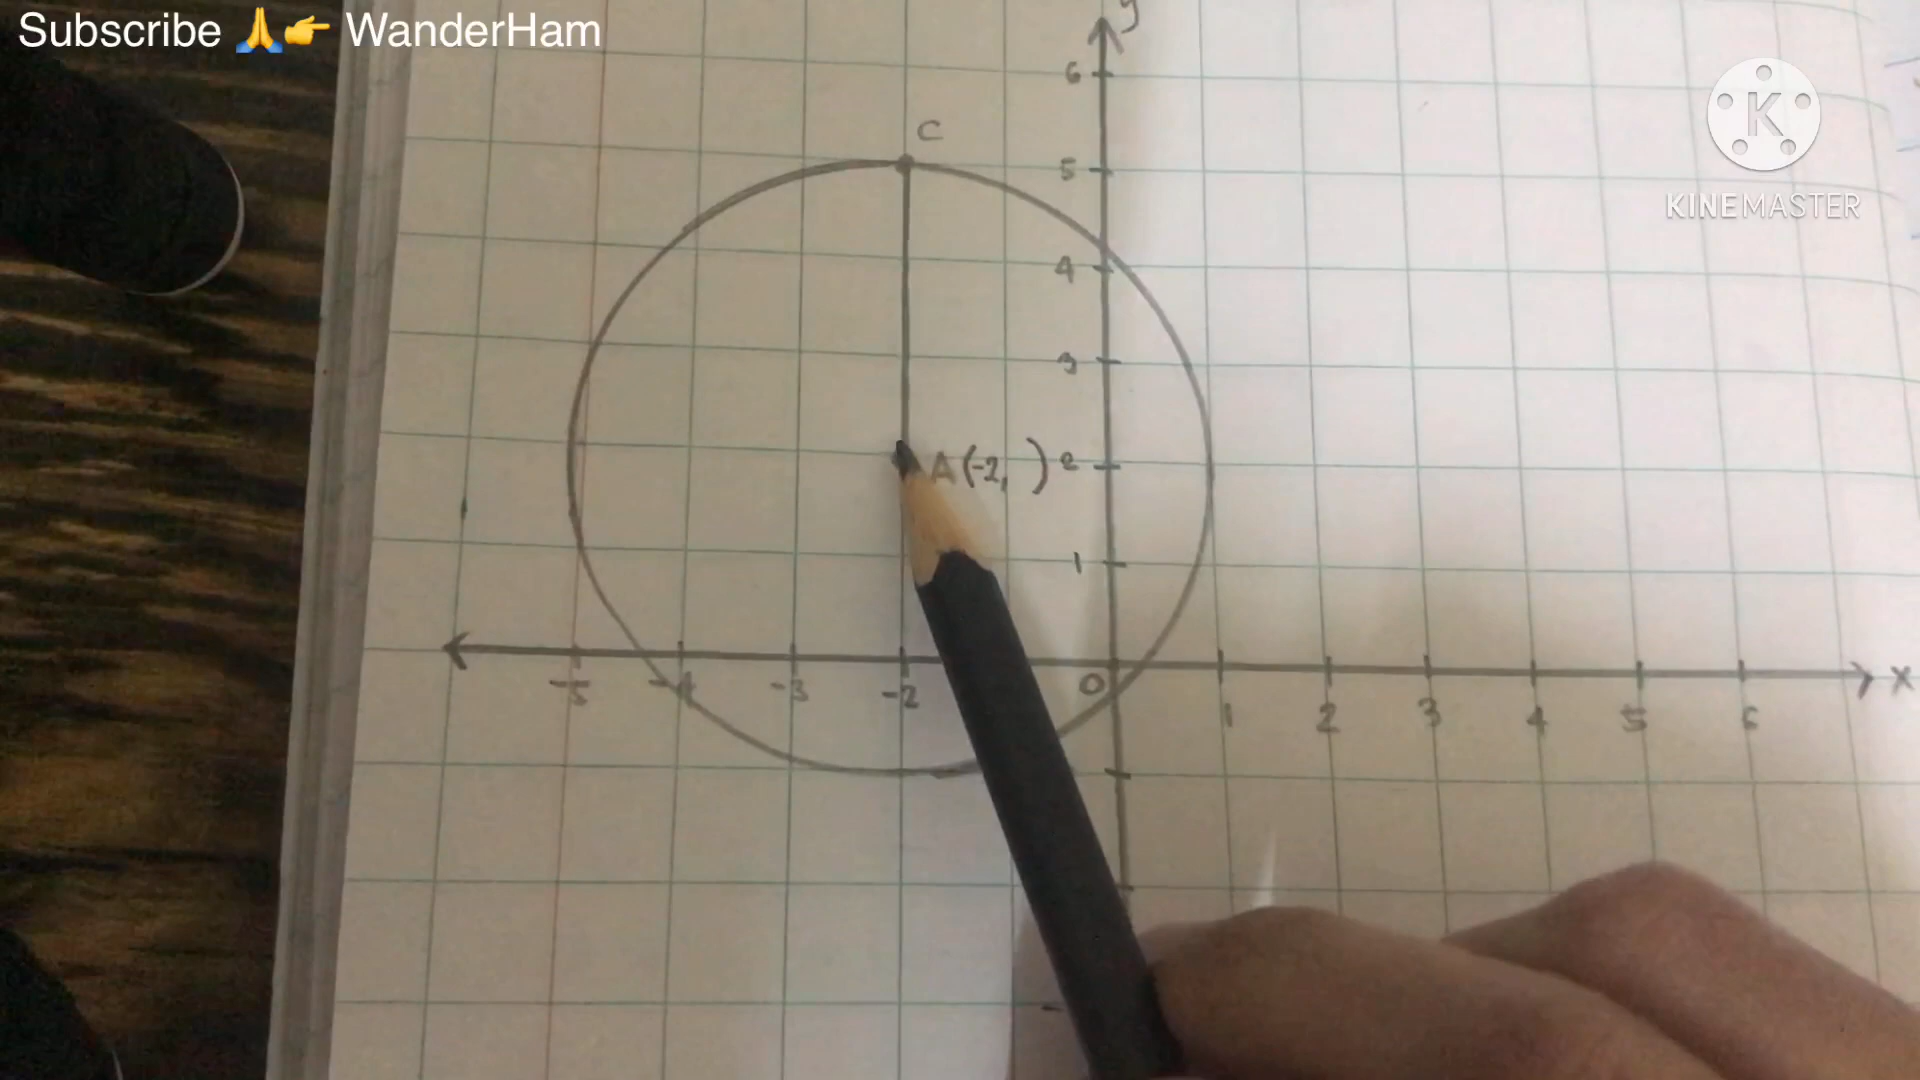 Subscribe 🙏👉 WanderHam
y
6
C
5
KINEMASTER
4
3
A(-2, )
2
1
-5 -4 -3 -2 0 1 2 3 4 5 6 x